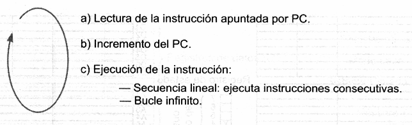 a) Lectura de la instrucción apuntada por PC.
b) Incremento del PC.
c) Ejecución de la instrucción:
— Secuencia lineal: ejecuta instrucciones consecutivas.
— Bucle infinito.